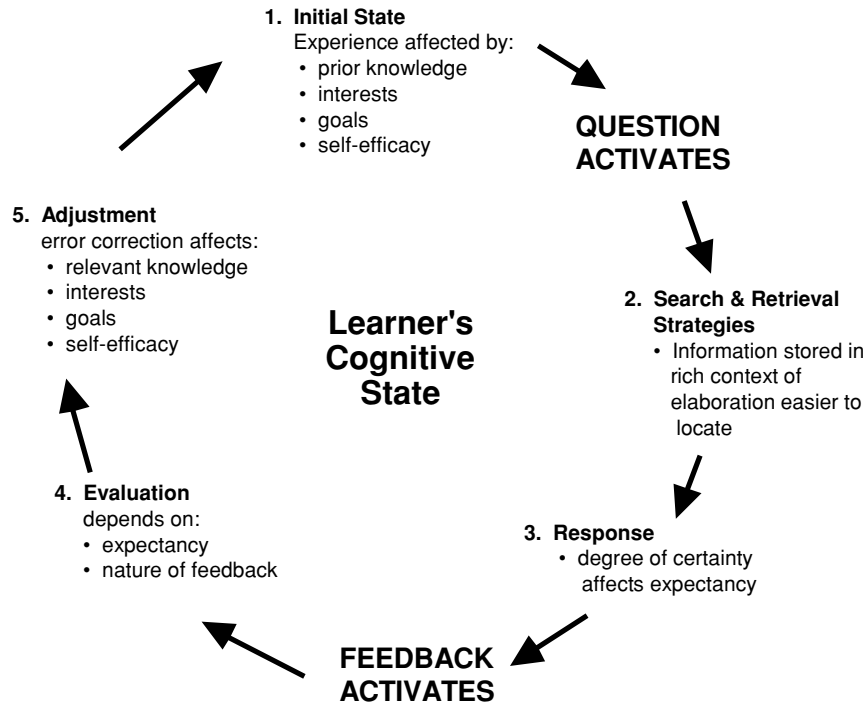 1. Initial State
Experience affected by:
• prior knowledge
• interests
• goals
• self-efficacy
QUESTION
ACTIVATES
2. Search & Retrieval
Strategies
• Information stored in
rich context of
elaboration easier to
locate
3. Response
• degree of certainty
affects expectancy
FEEDBACK
ACTIVATES
4. Evaluation
depends on:
• expectancy
• nature of feedback
5. Adjustment
error correction affects:
• relevant knowledge
• interests
• goals
• self-efficacy
Learner's
Cognitive
State